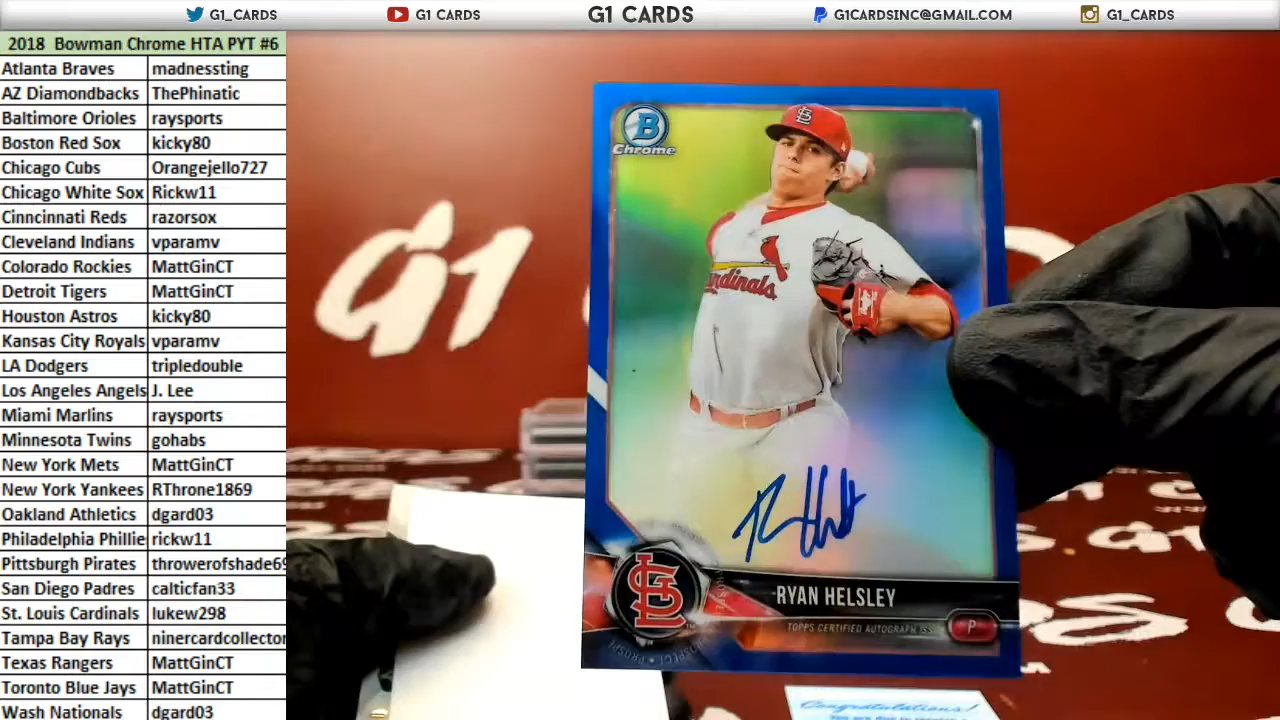 G1_CARDS
G1 CARDS
G1 CARDS
G1CARDSINC@GMAIL.COM
G1_CARDS
2018 Bowman Chrome HTA PYT #6
Atlanta Braves madnessting
AZ Diamondbacks ThePhinatic
Baltimore Orioles raysports
Boston Red Sox kicky80
Chicago Cubs Orangejello727
Chicago White Sox Rickw11
Cinncinnati Reds razorsox
Cleveland Indians vparamv
Colorado Rockies MattGinCT
Detroit Tigers MattGinCT
Houston Astros kicky80
Kansas City Royals vparamv
LA Dodgers tripledouble
Los Angeles Angels J. Lee
Miami Marlins raysports
Minnesota Twins gohabs
New York Mets MattGinCT
New York Yankees RThrone1869
Oakland Athletics dgard03
Philadelphia Phillie rickw11
Pittsburgh Pirates throwerofshade69
San Diego Padres calticfan33
St. Louis Cardinals lukew298
Tampa Bay Rays ninercardcollector
Texas Rangers MattGinCT
Toronto Blue Jays MattGinCT
Wash Nationals dgard03
G1
B
Chrome
StL
Cardinals
StL
RYAN HELSLEY
TOPPS CERTIFIED AUTOGRAPH ISS
P
Congratulations!